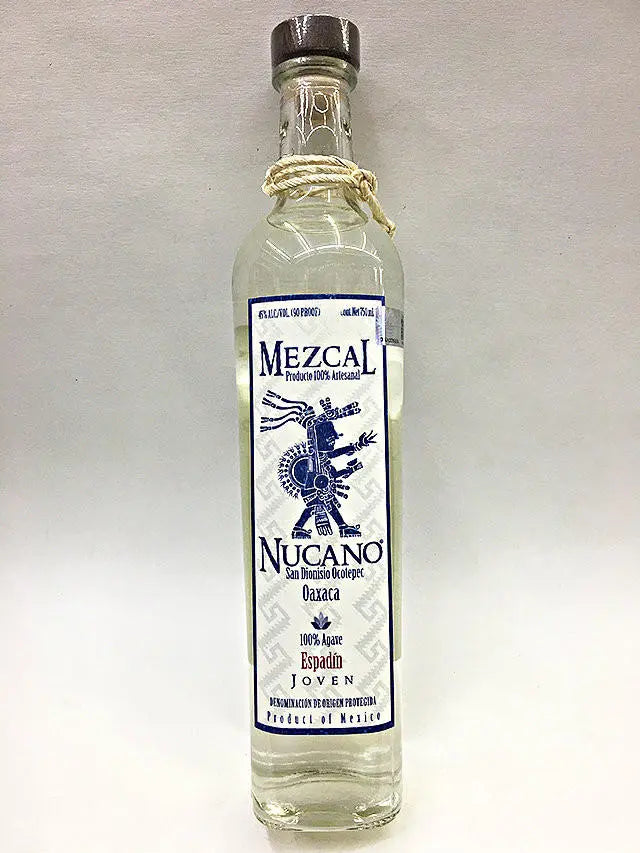 45% ALC/VOL. (90 PROOF) Cont. Net 750 mL
MEZCAL
Producto 100% Artesanal
NUCANO®
San Dionisio Ocotepec
Oaxaca
100% Agave
Espadín
JOVEN
DENOMINACIÓN DE ORIGEN PROTEGIDA
Product of Mexico